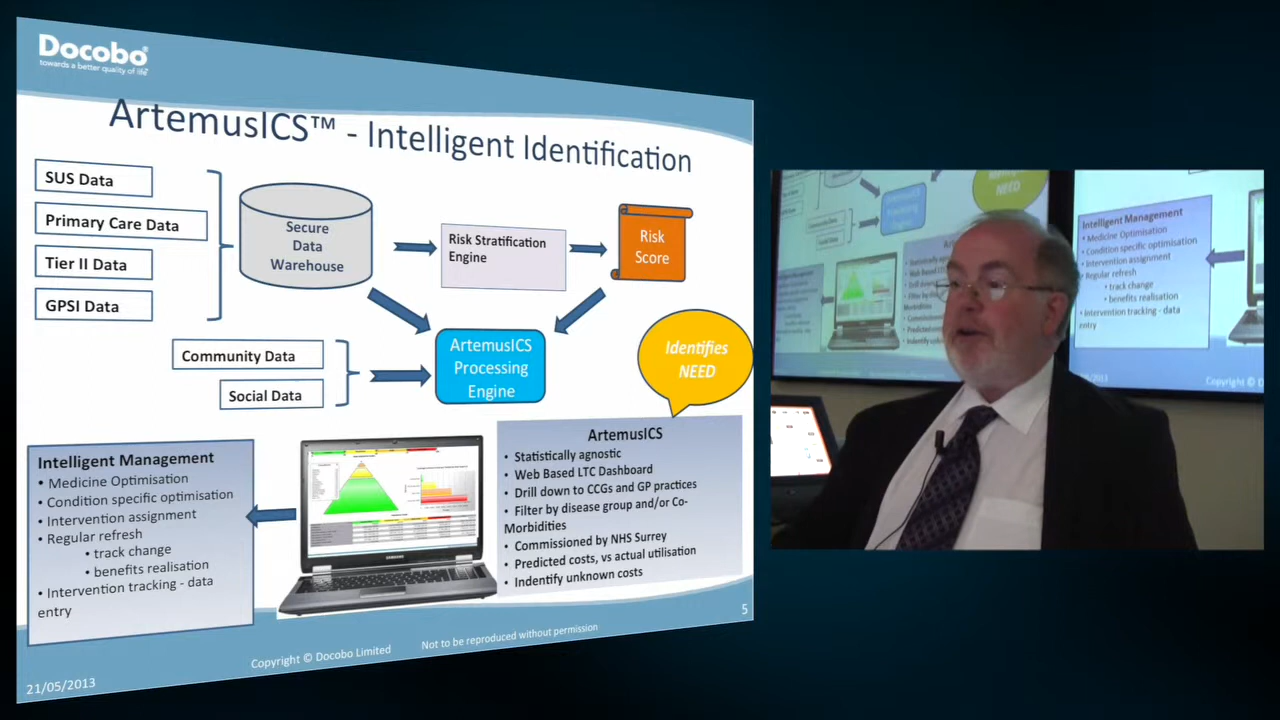 Docobo®
towards a better quality of life
ArtemusICS™ - Intelligent Identification
SUS Data
Primary Care Data
Tier II Data
GPSI Data
Secure
Data
Warehouse
Risk Stratification
Engine
Risk
Score
Community Data
Social Data
ArtemusICS
Processing
Engine
Identifies
NEED
Intelligent Management
• Medicine Optimisation
• Condition specific optimisation
• Intervention assignment
• Regular refresh
• track change
• benefits realisation
• Intervention tracking - data
entry
ArtemusICS
• Statistically agnostic
• Web Based LTC Dashboard
• Drill down to CCGs and GP practices
• Filter by disease group and/or Co-
Morbidities
• Commissioned by NHS Surrey
• Predicted costs, vs actual utilisation
• Indentify unknown costs
5
21/05/2013
Copyright © Docobo Limited
Not to be reproduced without permission
NEED
Intelligent Management
• Medicine Optimisation
• Condition specific optimisation
• Intervention assignment
• Regular refresh
• track change
• benefits realisation
• Intervention tracking - data
entry
Copyright ©